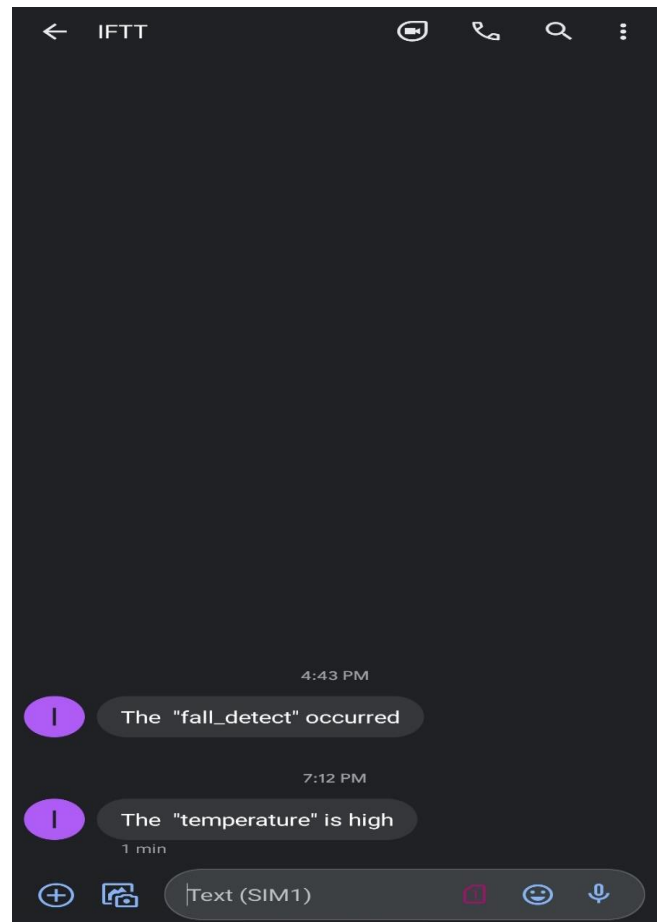 IFTT
4:43 PM
I
The "fall_detect" occurred
7:12 PM
I
The "temperature" is high
1 min
Text (SIM1)